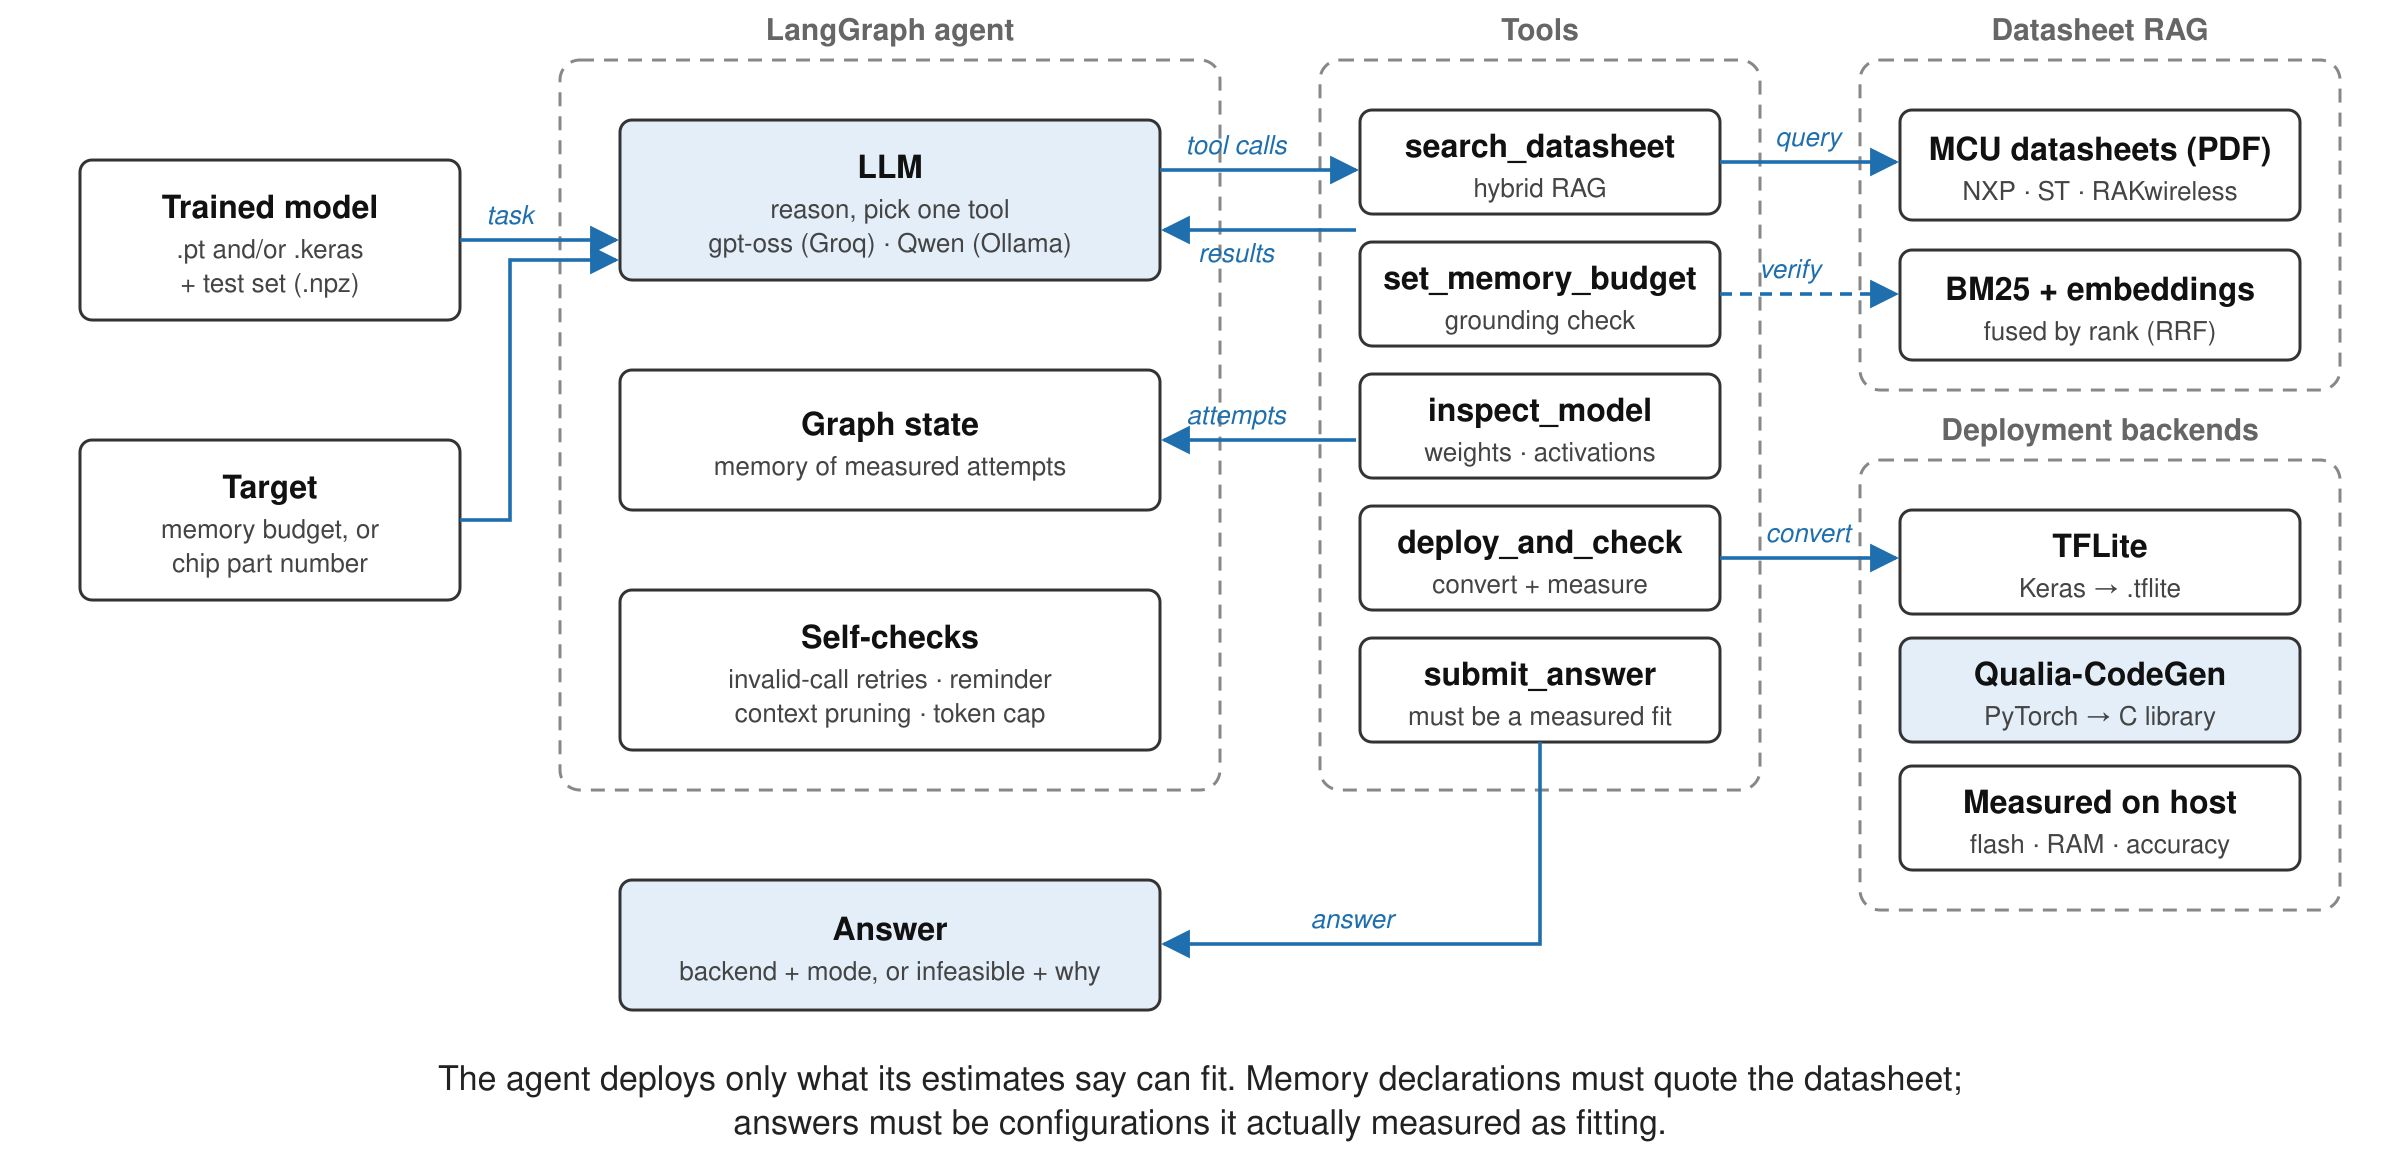 LangGraph agent
Tools
Datasheet RAG
Trained model
.pt and/or .keras
+ test set (.npz)
task
Target
memory budget, or
chip part number
LLM
reason, pick one tool
gpt-oss (Groq) · Qwen (Ollama)
tool calls
results
Graph state
memory of measured attempts
attempts
Self-checks
invalid-call retries · reminder
context pruning · token cap
search_datasheet
hybrid RAG
query
set_memory_budget
grounding check
verify
inspect_model
weights · activations
deploy_and_check
convert + measure
convert
submit_answer
must be a measured fit
MCU datasheets (PDF)
NXP · ST · RAKwireless
BM25 + embeddings
fused by rank (RRF)
Deployment backends
TFLite
Keras → .tflite
Qualia-CodeGen
PyTorch → C library
Measured on host
flash · RAM · accuracy
Answer
backend + mode, or infeasible + why
answer
The agent deploys only what its estimates say can fit. Memory declarations must quote the datasheet;
answers must be configurations it actually measured as fitting.